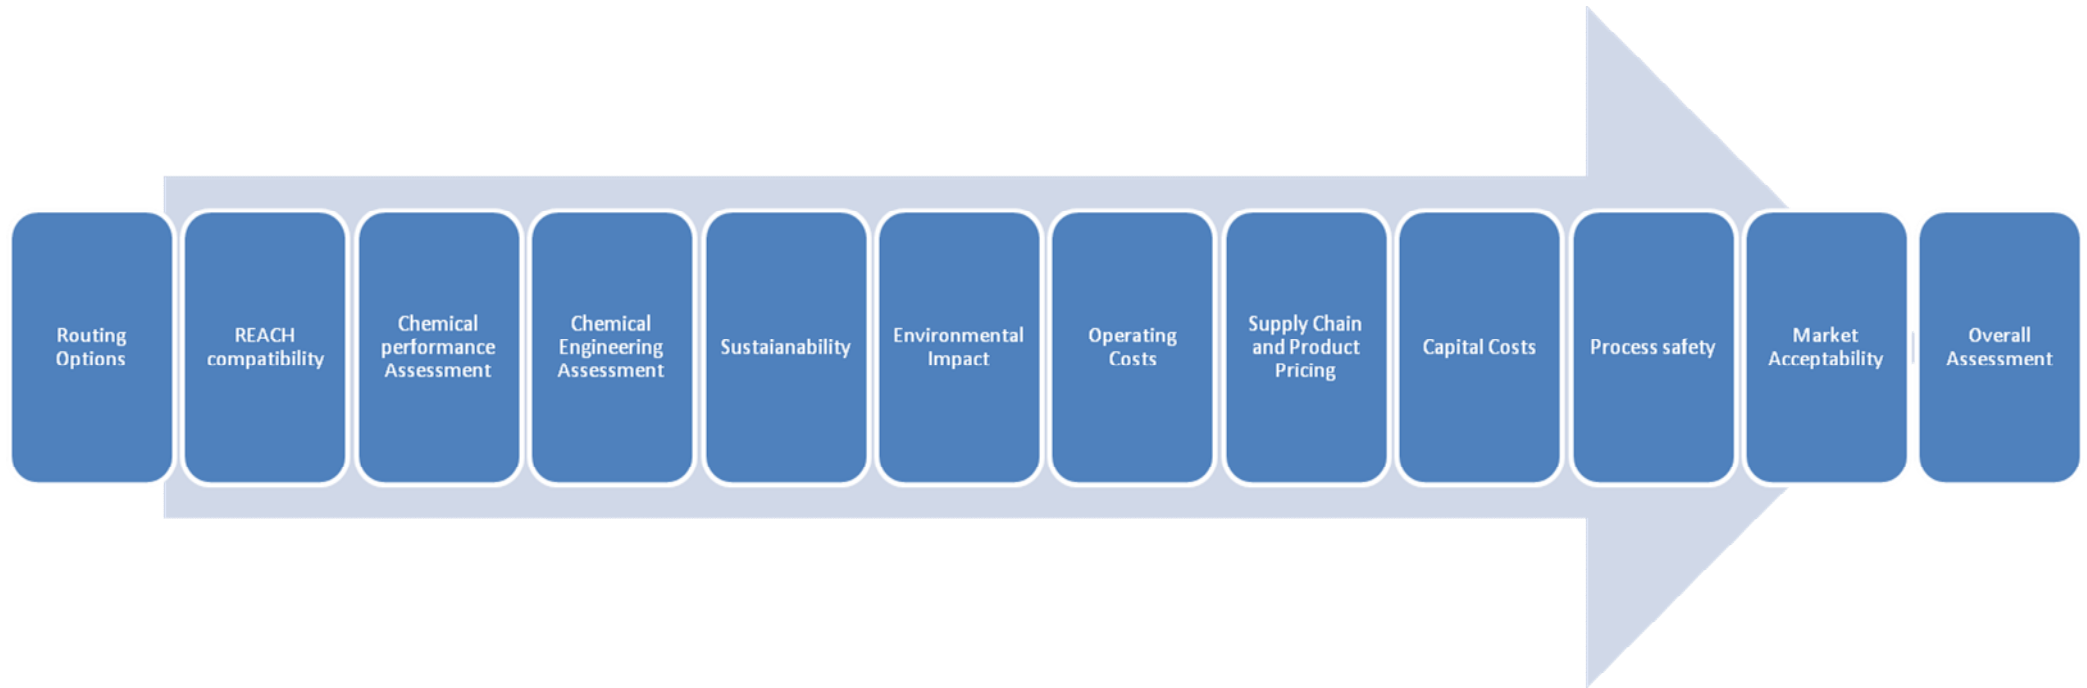 Routing
Options
REACH
compatibility
Chemical
performance
Assessment
Chemical
Engineering
Assessment
Sustaianability
Environmental
Impact
Operating
Costs
Supply Chain
and Product
Pricing
Capital Costs
Process safety
Market
Acceptability
Overall
Assessment